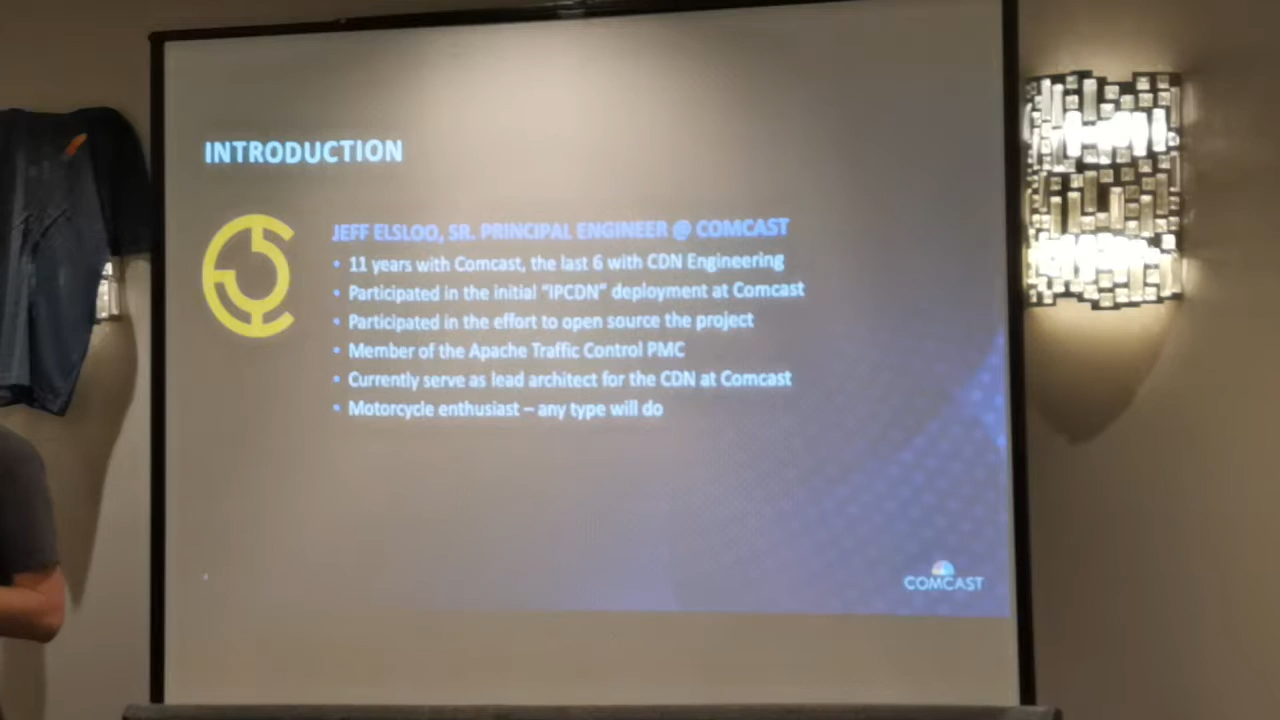 INTRODUCTION
JEFF ELSLOO, SR. PRINCIPAL ENGINEER @ COMCAST
• 11 years with Comcast, the last 6 with CDN Engineering
• Participated in the initial “IPCDN” deployment at Comcast
• Participated in the effort to open source the project
• Member of the Apache Traffic Control PMC
• Currently serve as lead architect for the CDN at Comcast
• Motorcycle enthusiast – any type will do
COMCAST